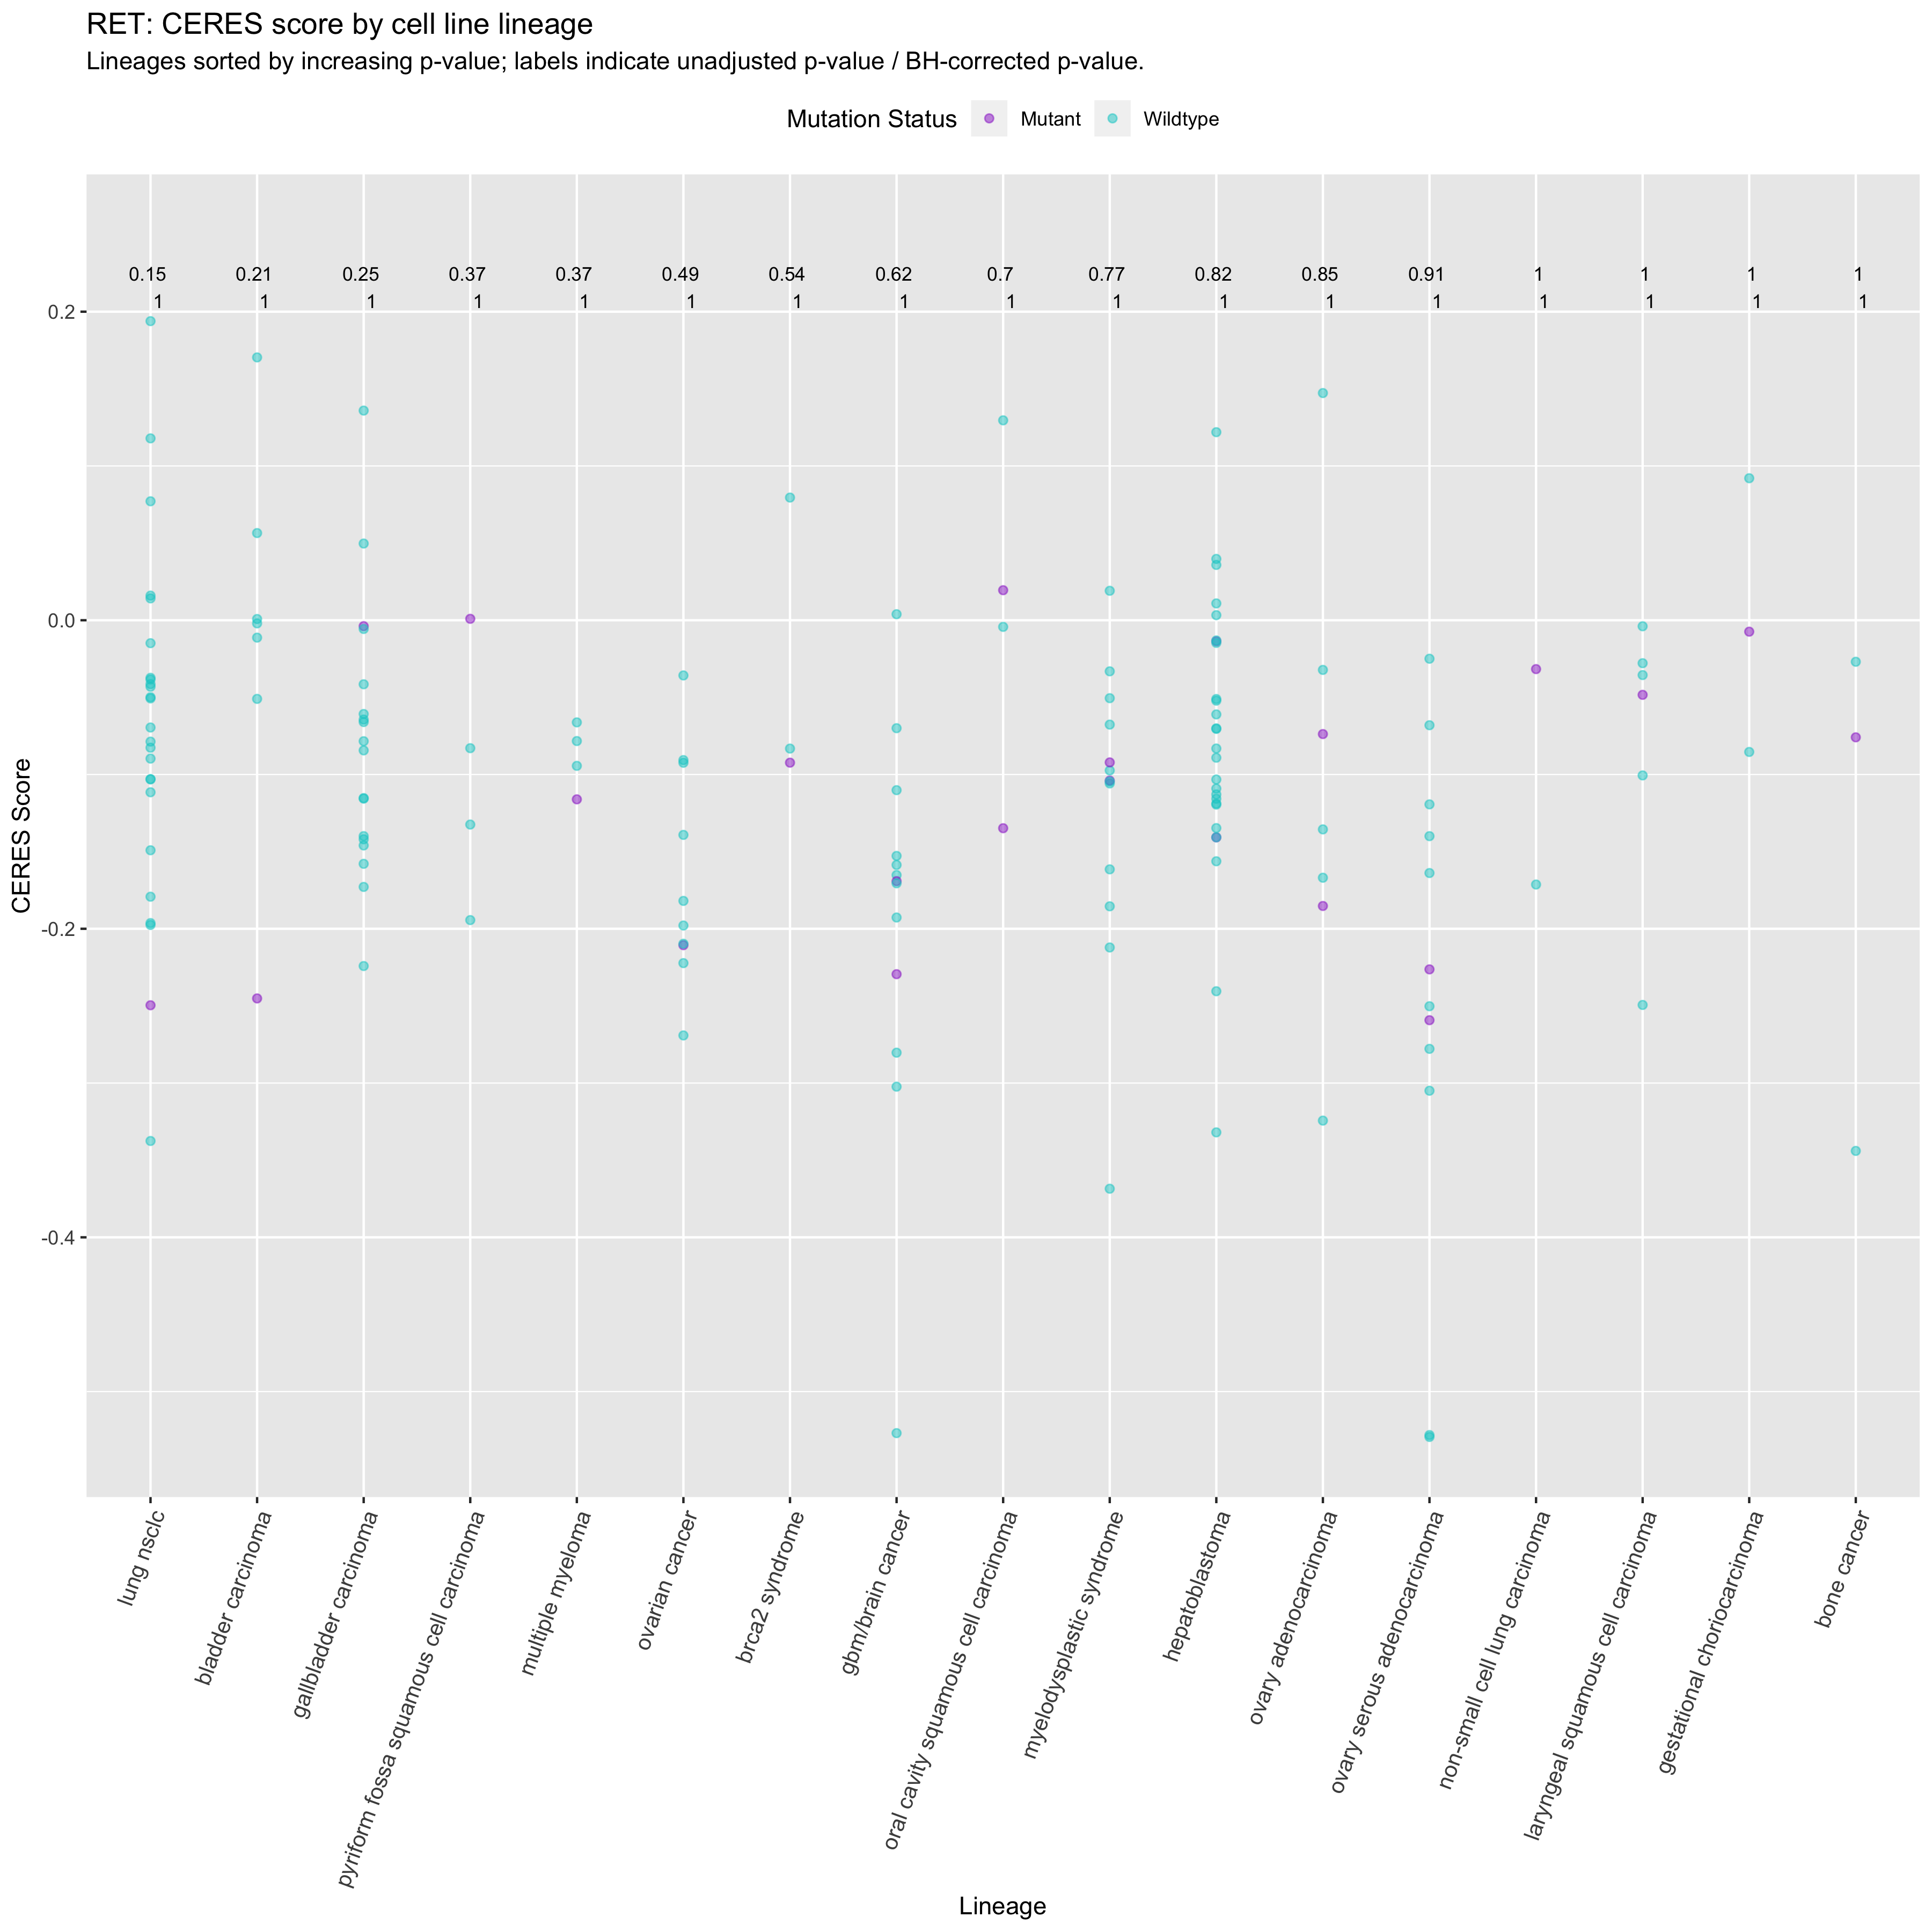 RET: CERES score by cell line lineage
Lineages sorted by increasing p-value; labels indicate unadjusted p-value / BH-corrected p-value.
Mutation Status Mutant Wildtype
0.15 0.21 0.25 0.37 0.37 0.49 0.54 0.62 0.7 0.77 0.82 0.85 0.91 1 1 1 1
1 1 1 1 1 1 1 1 1 1 1 1 1 1 1 1 1
0.2
0.0
-0.2
-0.4
CERES Score
lung nsclc
bladder carcinoma
gallbladder carcinoma
pyriform fossa squamous cell carcinoma
multiple myeloma
ovarian cancer
brca2 syndrome
gbm/brain cancer
oral cavity squamous cell carcinoma
myelodysplastic syndrome
hepatoblastoma
ovary adenocarcinoma
ovary serous adenocarcinoma
non-small cell lung carcinoma
laryngeal squamous cell carcinoma
gestational choriocarcinoma
bone cancer
Lineage